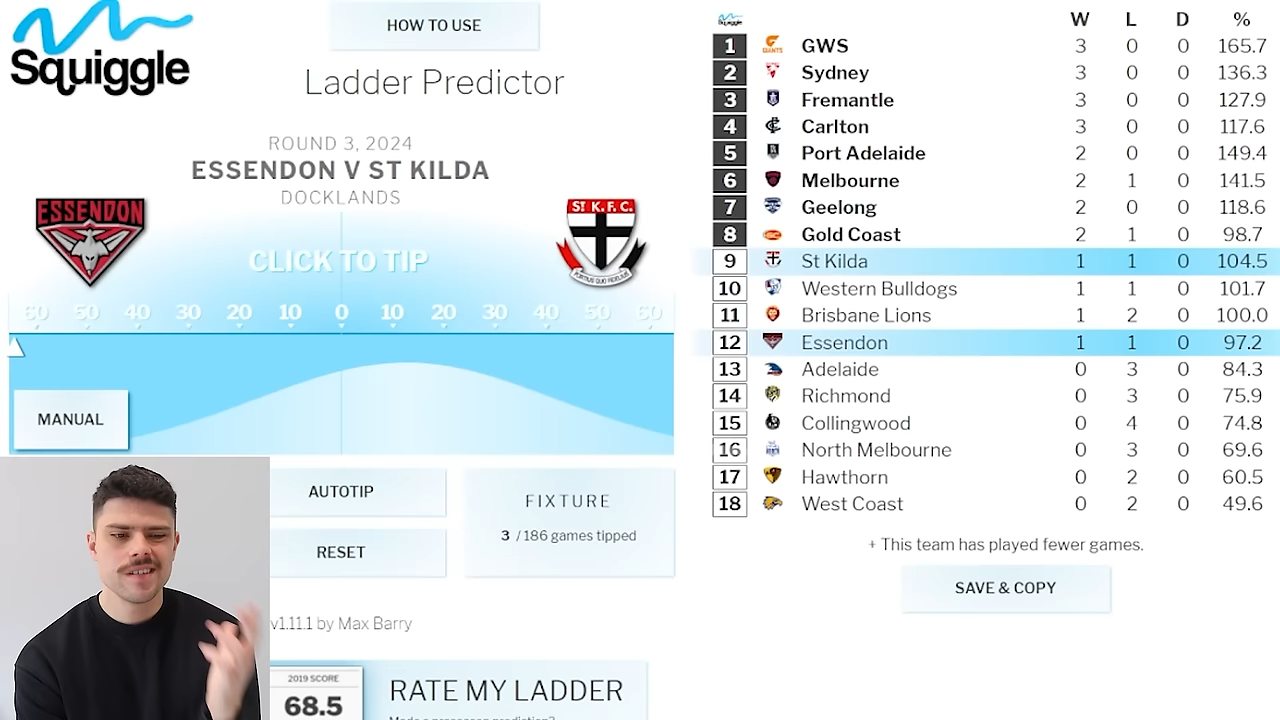 Squiggle
HOW TO USE
Ladder Predictor
ROUND 3, 2024
ESSENDON V ST KILDA
DOCKLANDS
ESSENDON
ST K.F.C.
CLICK TO TIP
60 50 40 30 20 10 0 10 20 30 40 50 60
MANUAL
AUTOTIP
RESET
FIXTURE
3 / 186 games tipped
v1.11.1 by Max Barry
2019 SCORE
68.5
RATE MY LADDER
Squiggle W L D %
1 GWS 3 0 0 165.7
2 Sydney 3 0 0 136.3
3 Fremantle 3 0 0 127.9
4 Carlton 3 0 0 117.6
5 Port Adelaide 2 0 0 149.4
6 Melbourne 2 1 0 141.5
7 Geelong 2 0 0 118.6
8 Gold Coast 2 1 0 98.7
9 St Kilda 1 1 0 104.5
10 Western Bulldogs 1 1 0 101.7
11 Brisbane Lions 1 2 0 100.0
12 Essendon 1 1 0 97.2
13 Adelaide 0 3 0 84.3
14 Richmond 0 3 0 75.9
15 Collingwood 0 4 0 74.8
16 North Melbourne 0 3 0 69.6
17 Hawthorn 0 2 0 60.5
18 West Coast 0 2 0 49.6
+ This team has played fewer games.
SAVE & COPY